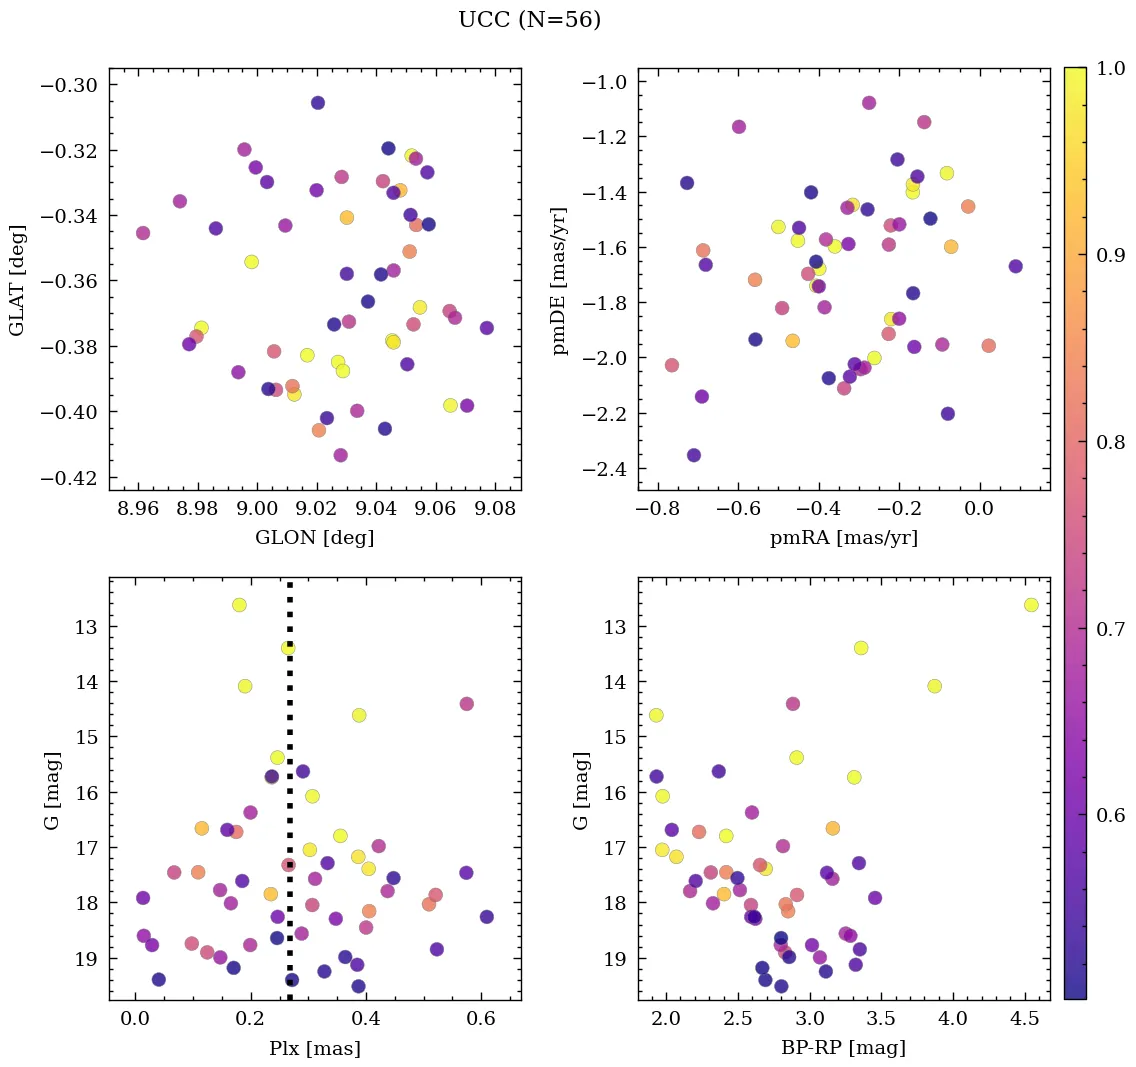 UCC (N=56)
−0.30
−0.32
−0.34
−0.36
−0.38
−0.40
−0.42
GLAT [deg]
8.96 8.98 9.00 9.02 9.04 9.06 9.08
GLON [deg]
−1.0
−1.2
−1.4
−1.6
−1.8
−2.0
−2.2
−2.4
pmDE [mas/yr]
−0.8 −0.6 −0.4 −0.2 0.0
pmRA [mas/yr]
13
14
15
16
17
18
19
G [mag]
0.0 0.2 0.4 0.6
Plx [mas]
13
14
15
16
17
18
19
G [mag]
2.0 2.5 3.0 3.5 4.0 4.5
BP-RP [mag]
1.0
0.9
0.8
0.7
0.6